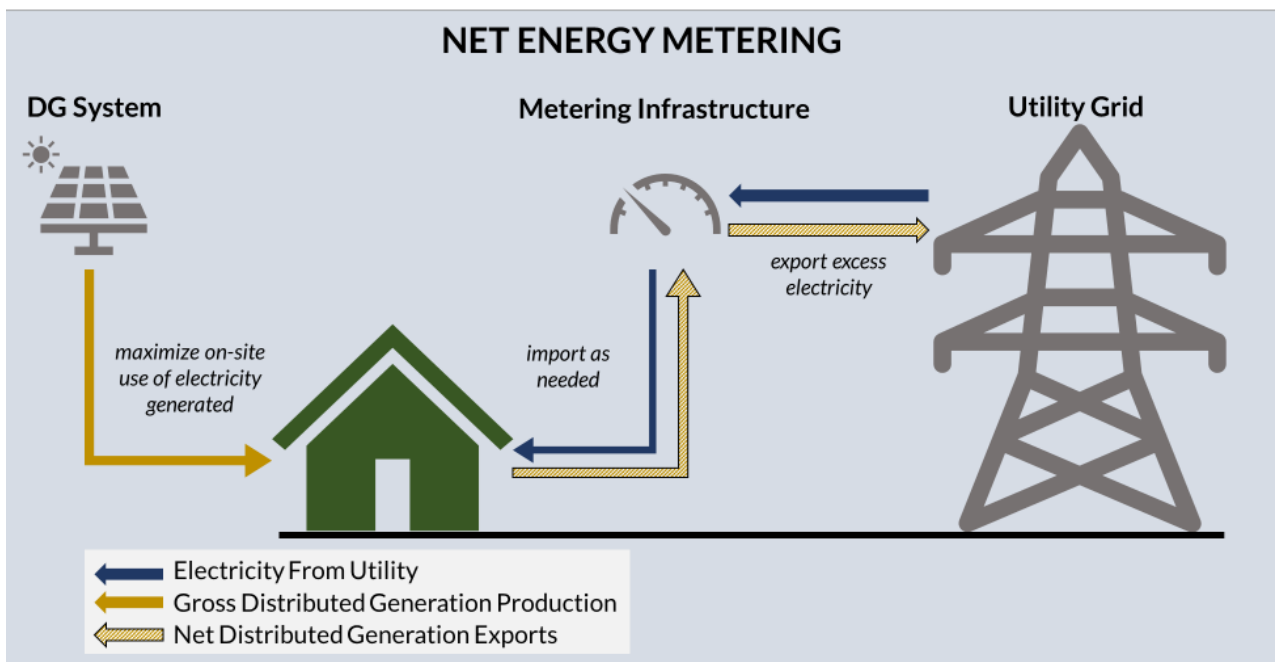 NET ENERGY METERING
DG System
Metering Infrastructure
Utility Grid
export excess
electricity
maximize on-site
use of electricity
generated
import as
needed
Electricity From Utility
Gross Distributed Generation Production
Net Distributed Generation Exports